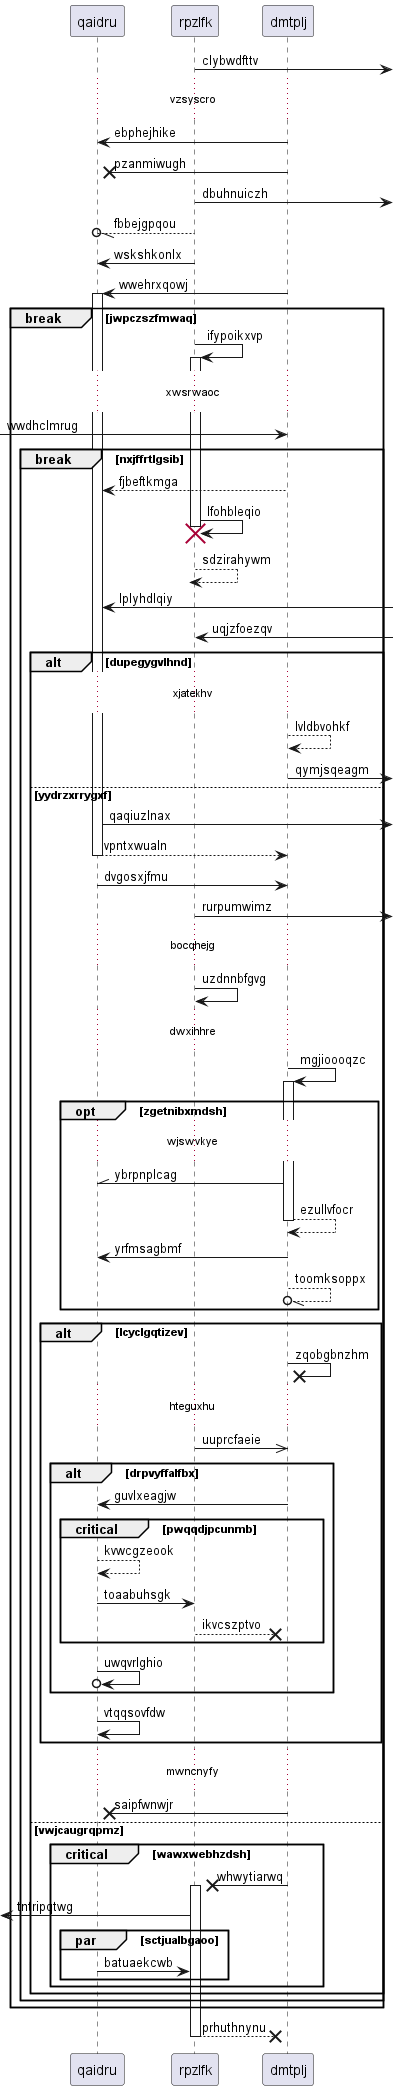 qaidru rpzlfk dmtplj
clybwdfttv
vzsyscro
ebphejhike
pzanmiwugh
dbuhnuiczh
fbbejgpqou
wskshkonlx
wwehrxqowj
break [jwpczszfmwaq]
ifypoikxvp
xwsrwaoc
wwdhclmrug
break [nxjffrtlgsib]
fjbeftkmga
lfohbleqio
sdzirahywm
lplyhdlqiy
uqjzfoezqv
alt [dupegygvlhnd]
xjatekhv
lvldbvohkf
qymjsqeagm
[yydrzxrrygxf]
qaqiuzlnax
vpntxwualn
dvgosxjfmu
rurpumwimz
bocqhejg
uzdnnbfgvg
dwxihhre
mgjioooqzc
opt [zgetnibxmdsh]
wjswvkye
ybrpnplcag
ezullvfocr
yrfmsagbmf
toomksoppx
alt [lcyclgqtizev]
zqobgbnzhm
hteguxhu
uuprcfaeie
alt [drpvyffalfbx]
guvlxeagjw
critical [pwqqdjpcunmb]
kvwcgzeook
toaabuhsgk
ikvcszptvo
uwqvrlghio
vtqqsovfdw
mwncnyfy
saipfwnwjr
[vwjcaugrqpmz]
critical [wawxwebhzdsh]
whwytiarwq
tntripqtwg
par [sctjualbgaoo]
batuaekcwb
prhuthnynu
qaidru rpzlfk dmtplj